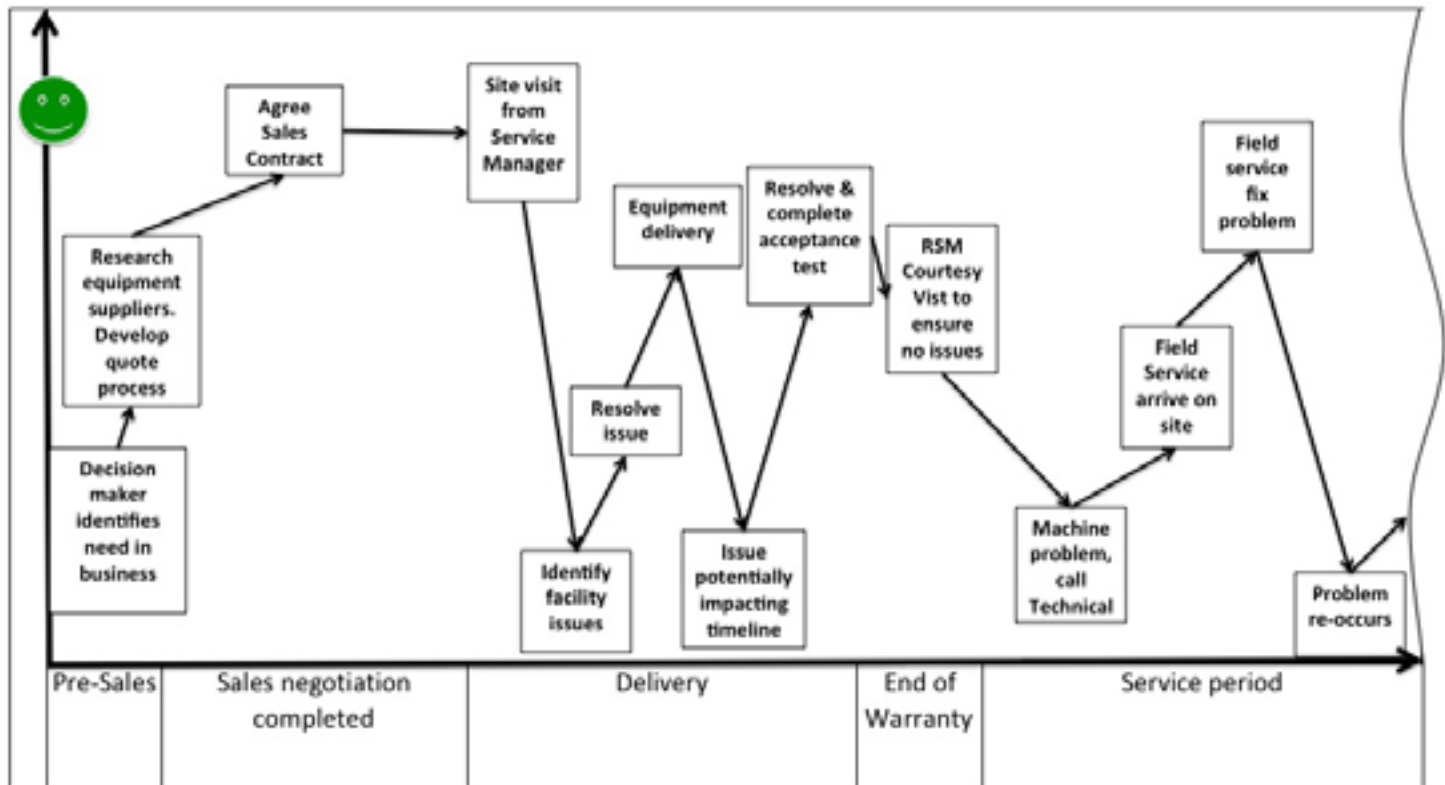 Decision
maker
identifies
need in
business
Research
equipment
suppliers.
Develop
quote
process
Agree
Sales
Contract
Site visit
from
Service
Manager
Identify
facility
issues
Resolve
issue
Equipment
delivery
Issue
potentially
impacting
timeline
Resolve &
complete
acceptance
test
RSM
Courtesy
Vist to
ensure
no issues
Machine
problem,
call
Technical
Field
Service
arrive on
site
Field
service
fix
problem
Problem
re-occurs
Pre-Sales
Sales negotiation
completed
Delivery
End of
Warranty
Service period